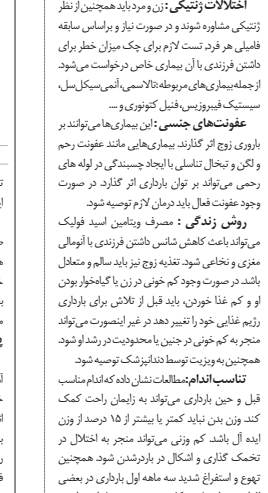 اختلالات ژنتیکی: زن و مرد باید همچنین از نظر
ژنتیکی مشاوره شوند و در صورت نیاز و براساس سابقه
فامیلی هر فرد، تست لازم برای چک میزان خطر برای
داشتن فرزندی با آن بیماری خاص درخواست می‌شود.
از جمله بیماری‌های مربوطه: تالاسمی، آنمی سیکل سل،
سیستیک فیبروزیس، فنیل کتونوری و ....
عفونت‌های جنسی: این بیماری‌ها می‌توانند بر
باروری زوج اثر گذارند. بیماری‌هایی مانند عفونت رحم
و لگن و تبخال تناسلی با ایجاد چسبندگی در لوله های
رحمی می‌تواند بر توان بارداری اثر گذارد. در صورت
وجود عفونت فعال باید درمان لازم توصیه شود.
روش زندگی : مصرف ویتامین اسید فولیک
می‌تواند باعث کاهش شانس داشتن فرزندی با آنومالی
مغزی و نخاعی شود. تغذیه زوج نیز باید سالم و متعادل
باشد. در صورت وجود کم خونی در زن یا گیاه‌خوار بودن
او و کم غذا خوردن، باید قبل از تلاش برای بارداری
رژیم غذایی خود را تغییر دهد در غیر اینصورت می‌تواند
منجر به کم خونی در جنین یا محدودیت در رشد او شود.
همچنین به ویزیت توسط دندانپزشک توصیه شود.
تناسب اندام: مطالعات نشان داده که اندام مناسب
قبل و حین بارداری می‌تواند به زایمان راحت کمک
کند. وزن بدن نباید کمتر یا بیشتر از ۱۵ درصد از وزن
ایده آل باشد. کم وزنی می‌تواند منجر به اختلال در
تخمک گذاری و اشکال در باردرشدن شود. همچنین
تهوع و استفراغ شدید سه ماهه اول بارداری در بعضی